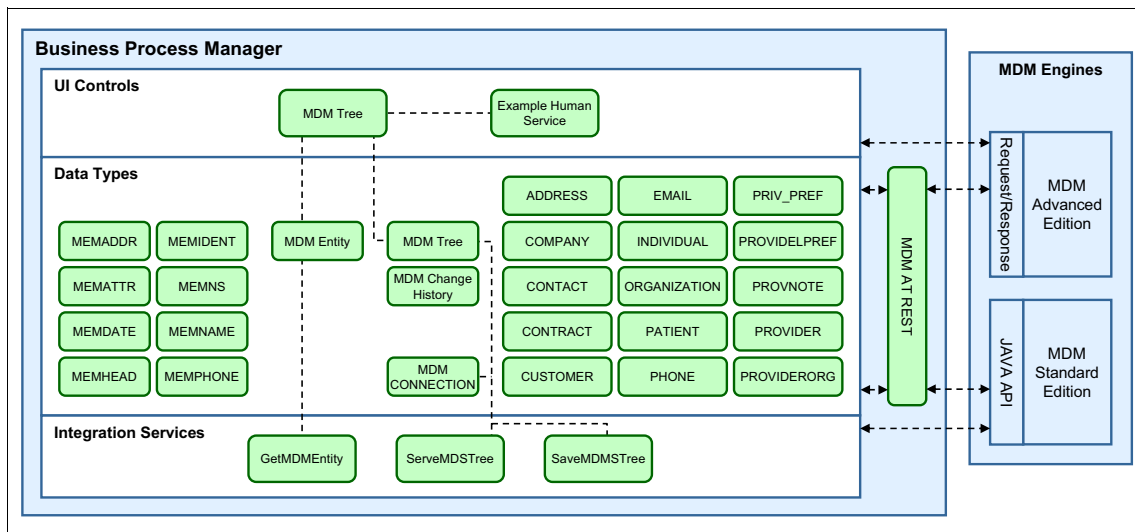 Business Process Manager
UI Controls
MDM Tree
Example Human
Service
Data Types
ADDRESS
EMAIL
PRIV_PREF
MEMADDR
MEMIDENT
MDM Entity
MDM Tree
COMPANY
INDIVIDUAL
PROVIDELPREF
MEMATTR
MEMNS
MDM Change
History
CONTACT
ORGANIZATION
PROVNOTE
MEMDATE
MEMNAME
CONTRACT
PATIENT
PROVIDER
MEMHEAD
MEMPHONE
MDM
CONNECTION
CUSTOMER
PHONE
PROVIDERORG
Integration Services
GetMDMEntity
ServeMDSTree
SaveMDMSTree
MDM AT REST
MDM Engines
Request/Response
MDM
Advanced
Edition
JAVA API
MDM
Standard
Edition